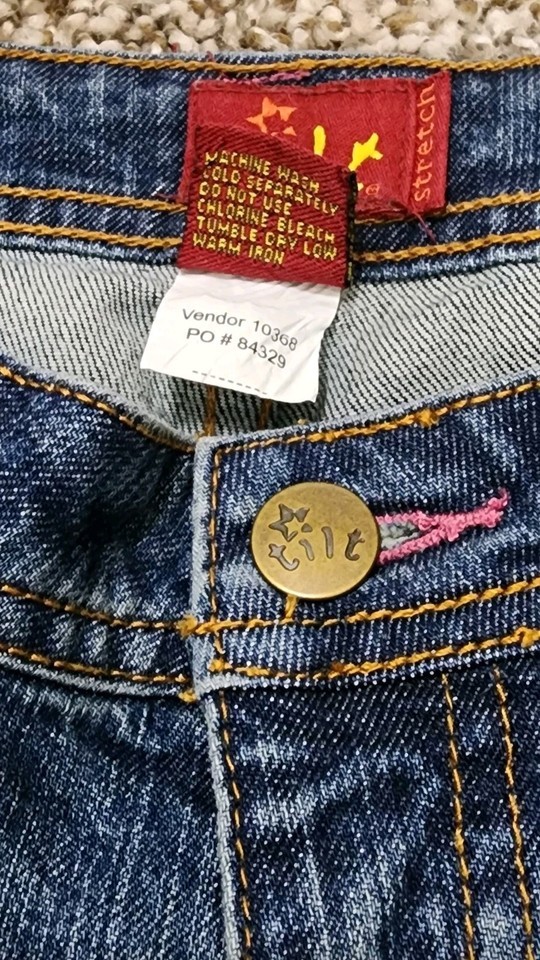 lt
stretch
MACHINE WASH
COLD SEPARATELY
DO NOT USE
CHLORINE BLEACH
TUMBLE DRY LOW
WARM IRON
Vendor 10368
PO # 84329
tilt